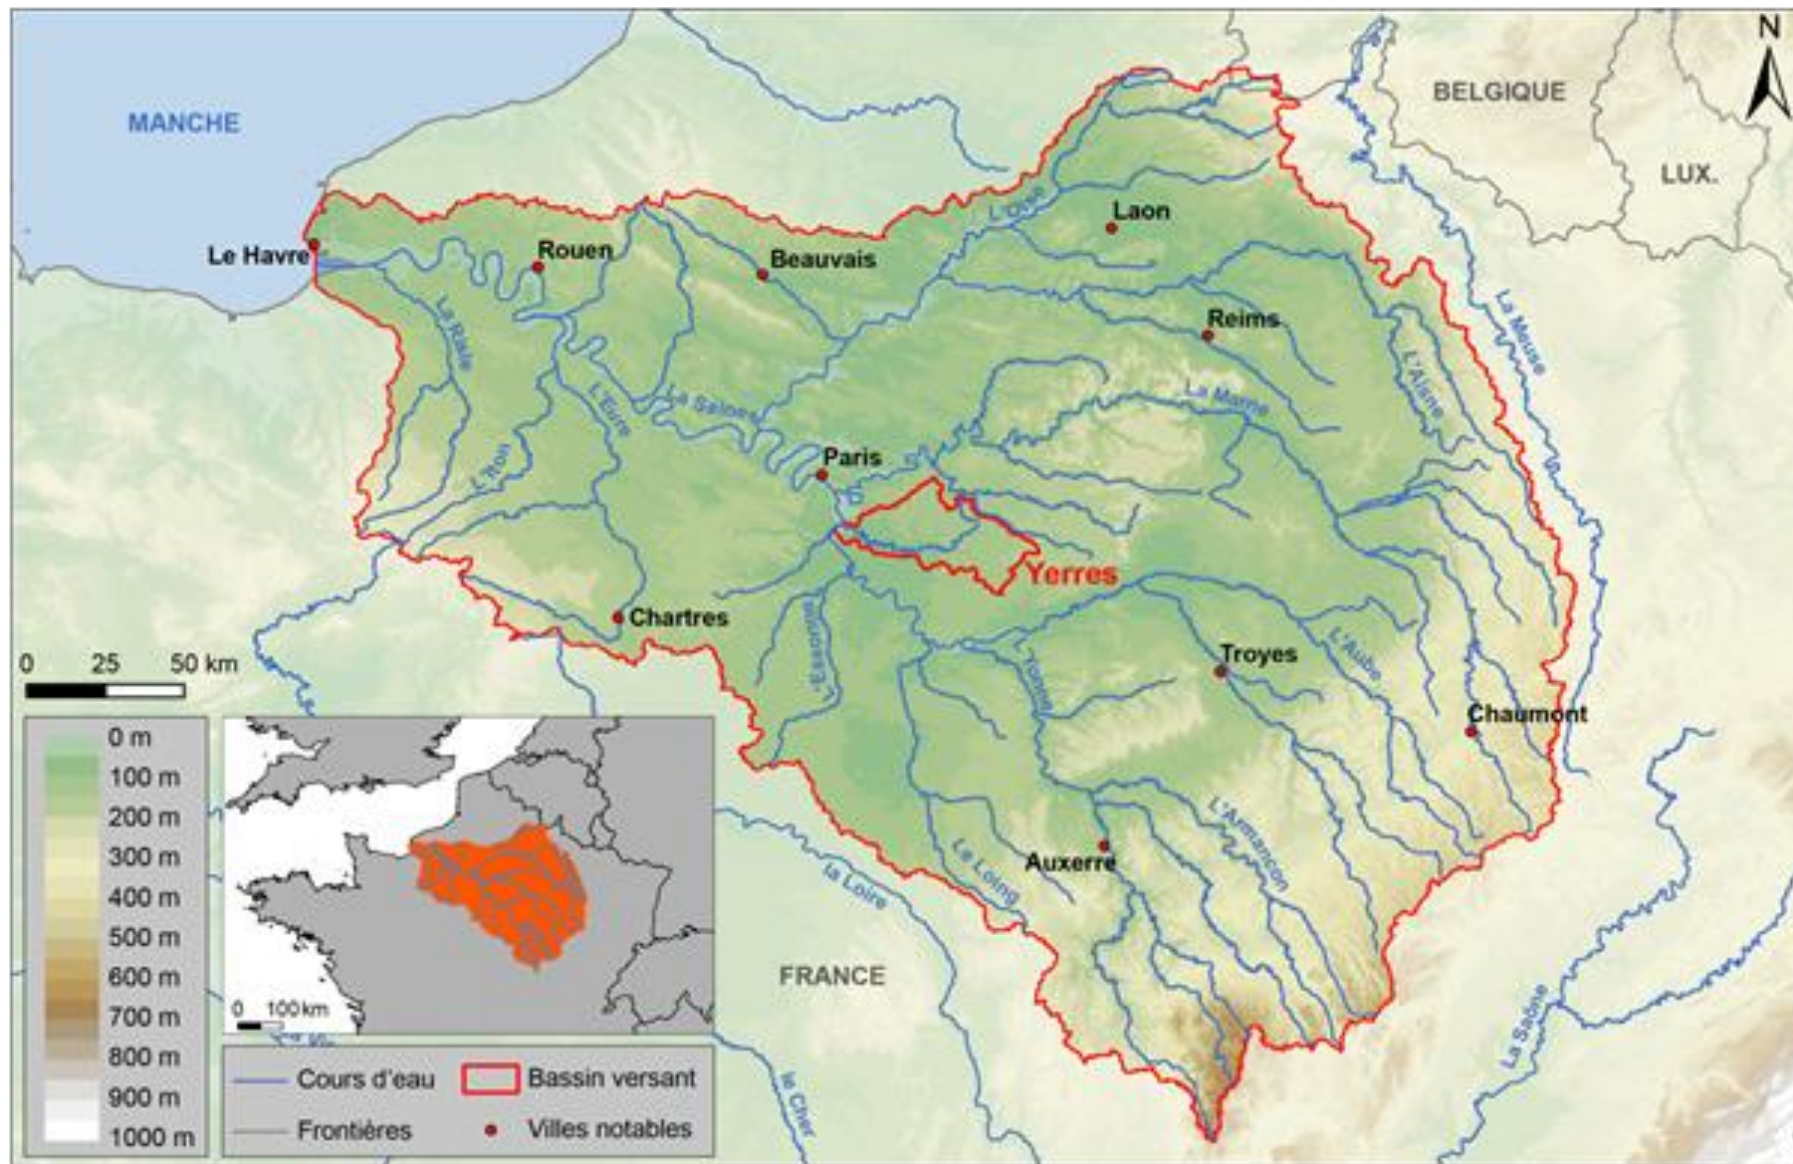 N
BELGIQUE
MANCHE
LUX.
L'Oise
Laon
Le Havre
Rouen
Beauvais
La Meuse
La Risle
Reims
L'Aisne
L'Eure
La Seine
La Marne
Paris
Yerres
Chartres
L'Essonne
L'Yonne
Troyes
L'Aube
Chaumont
0 25 50 km
0 m
100 m
200 m
300 m
400 m
500 m
600 m
700 m
800 m
900 m
1000 m
L'Armancon
Auxerre
Le Loing
la Loire
FRANCE
La Saône
le Cher
0 100 km
Cours d'eau
Bassin versant
Frontières
Villes notables